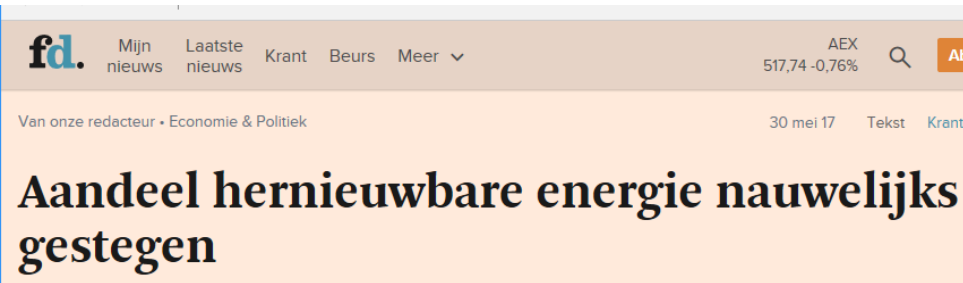 fd.
Mijn nieuws
Laatste nieuws
Krant
Beurs
Meer
AEX
517,74 -0,76%
Van onze redacteur • Economie & Politiek
30 mei 17
Tekst
Krant
Aandeel hernieuwbare energie nauwelijks
gestegen